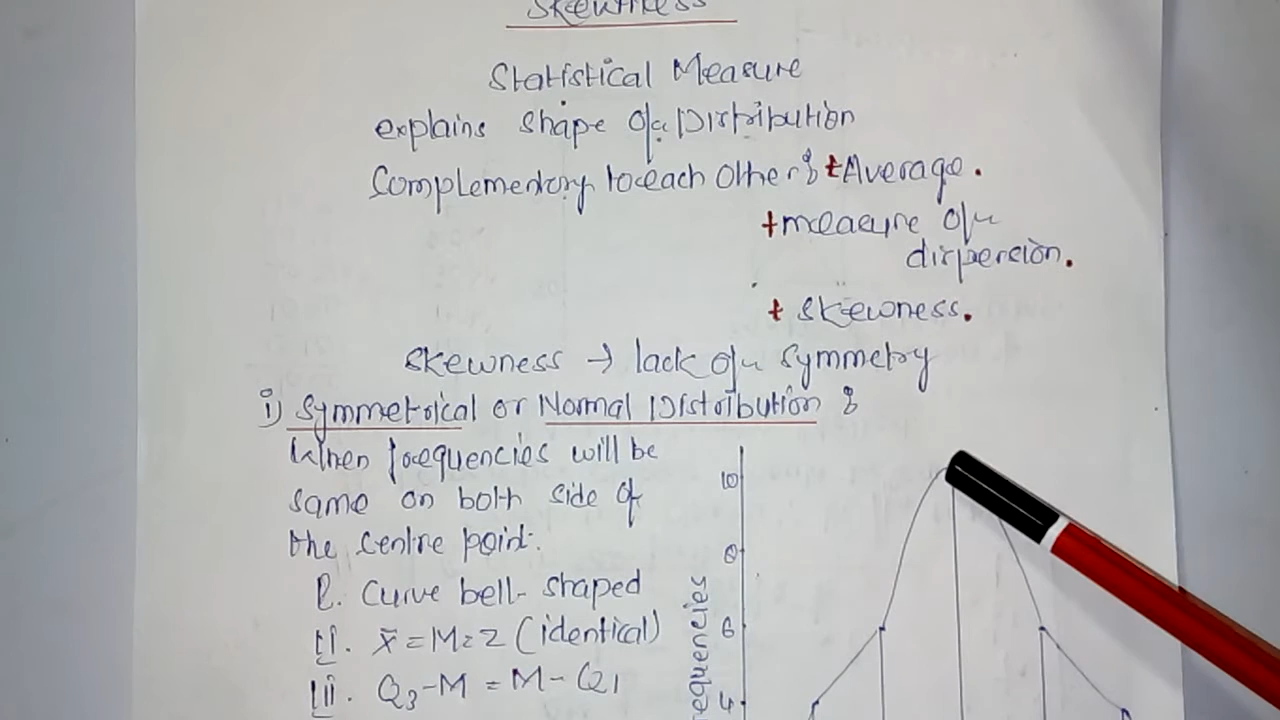 Skewness
Statistical Measure
explains shape of a Distribution
Complementary to each other : + Average.
+ measure of
dispersion.
+ skewness.
Skewness → lack of symmetry
i) Symmetrical or Normal Distribution :
When frequencies will be
same on both side of
the centre point.
I. Curve bell-shaped
II. x̄ = M = Z (identical)
III. Q3-M = M-Q1
10
8
6
4
requencies